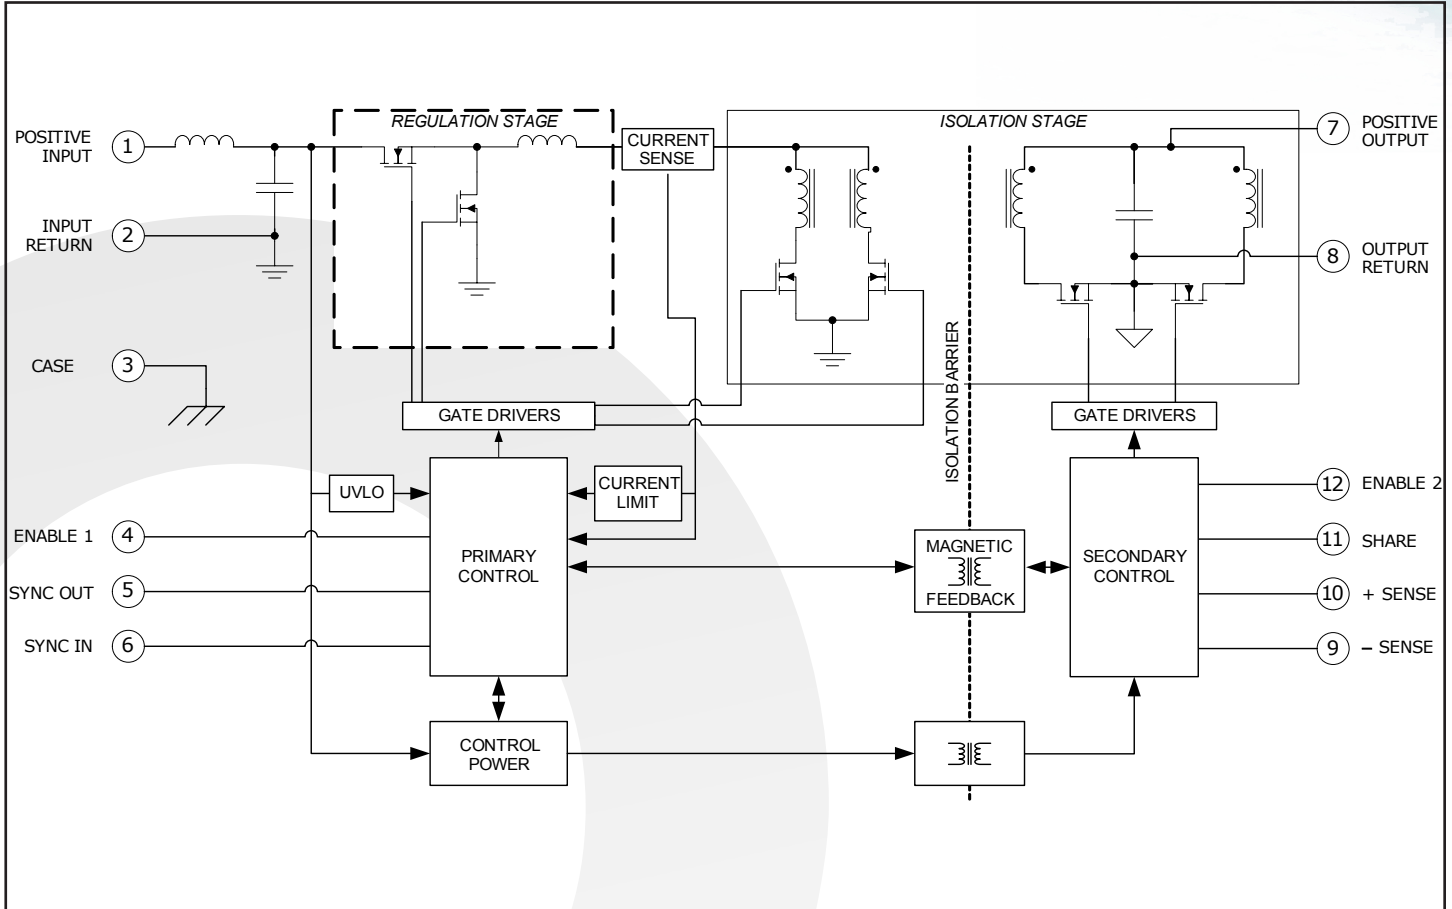 REGULATION STAGE
ISOLATION STAGE
POSITIVE
INPUT
1
CURRENT
SENSE
7
POSITIVE
OUTPUT
INPUT
RETURN
2
8
OUTPUT
RETURN
CASE
3
ISOLATION BARRIER
GATE DRIVERS
GATE DRIVERS
UVLO
CURRENT
LIMIT
12
ENABLE 2
ENABLE 1
4
PRIMARY
CONTROL
MAGNETIC
FEEDBACK
SECONDARY
CONTROL
11
SHARE
SYNC OUT
5
10
+ SENSE
SYNC IN
6
9
– SENSE
CONTROL
POWER